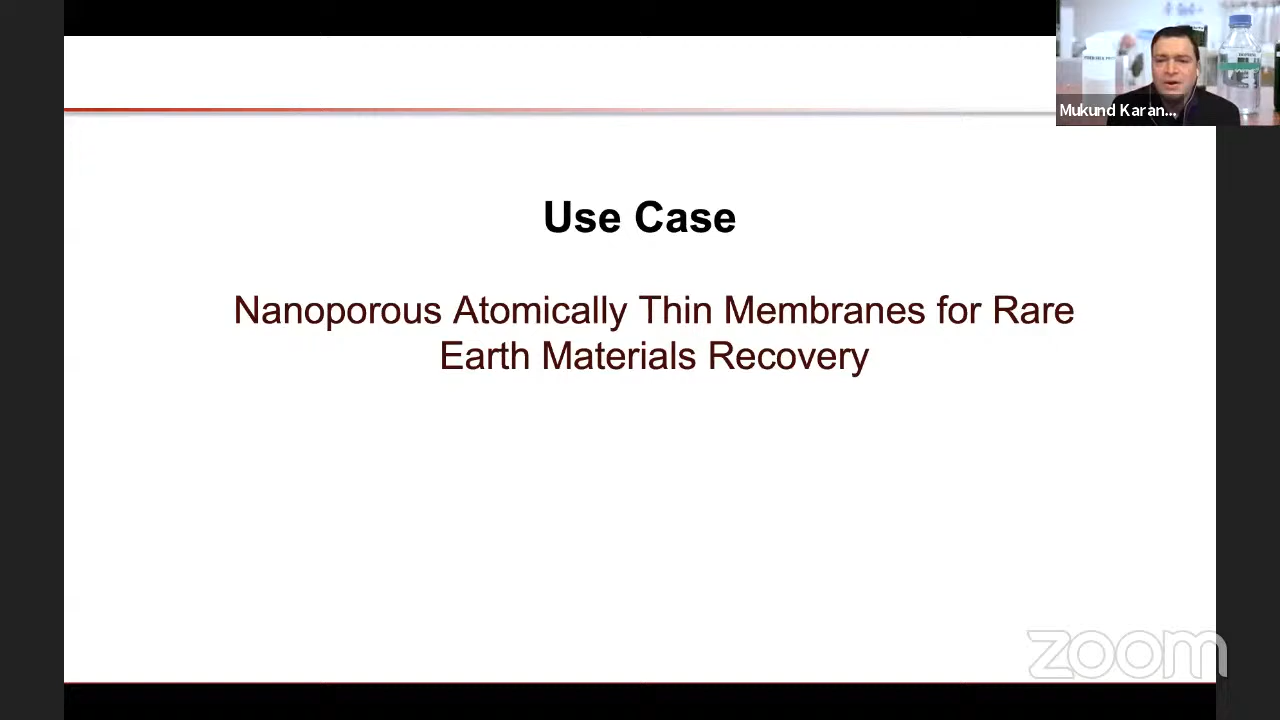 Mukund Karan...
Use Case
Nanoporous Atomically Thin Membranes for Rare
Earth Materials Recovery
zoom